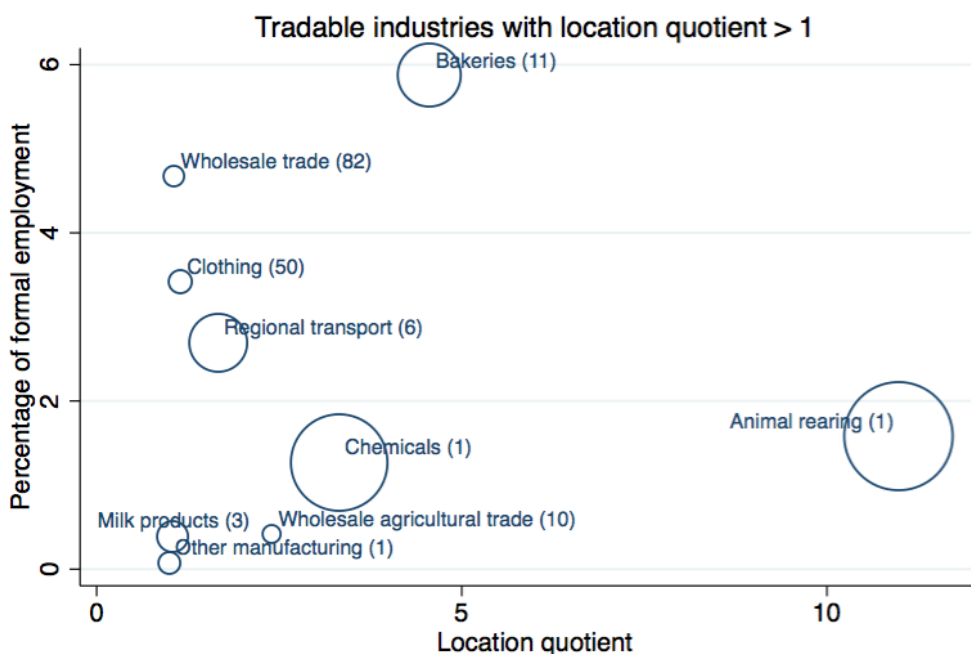 Tradable industries with location quotient > 1
Percentage of formal employment
6
4
2
0
Bakeries (11)
Wholesale trade (82)
Clothing (50)
Regional transport (6)
Animal rearing (1)
Chemicals (1)
Milk products (3)
Wholesale agricultural trade (10)
Other manufacturing (1)
0
5
10
Location quotient